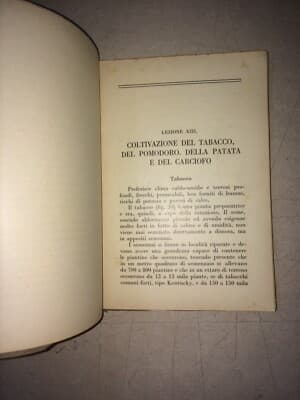 LEZIONE XIII.
COLTIVAZIONE DEL TABACCO,
DEL POMODORO, DELLA PATATA
E DEL CARCIOFO
Tabacco
Preferisce clima caldo-umido e terreni pro-
fondi, freschi, permeabili, ben forniti di humus,
ricchi di potassa e poveri di calce.
Il tabacco (fig. 39) è una pianta preparatrice
e sta, quindi, a capo della rotazione. Il seme,
essendo abbastanza piccolo ed avendo esigenze
molto forti in fatto di calore e di umidità, non
viene mai seminato direttamente a dimora, ma
in appositi semenzai.
I semenzai si fanno in località riparate e de-
vono avere una grandezza capace di contenere
le piantine che occorrono, tenendo presente che
in un metro quadrato di semenzaio si allevano
da 700 a 800 piantine e che in un ettaro di terreno
occorrono da 12 a 15 mila piante, se di tabacchi
comuni forti, tipo Kentucky, e da 150 a 150 mila